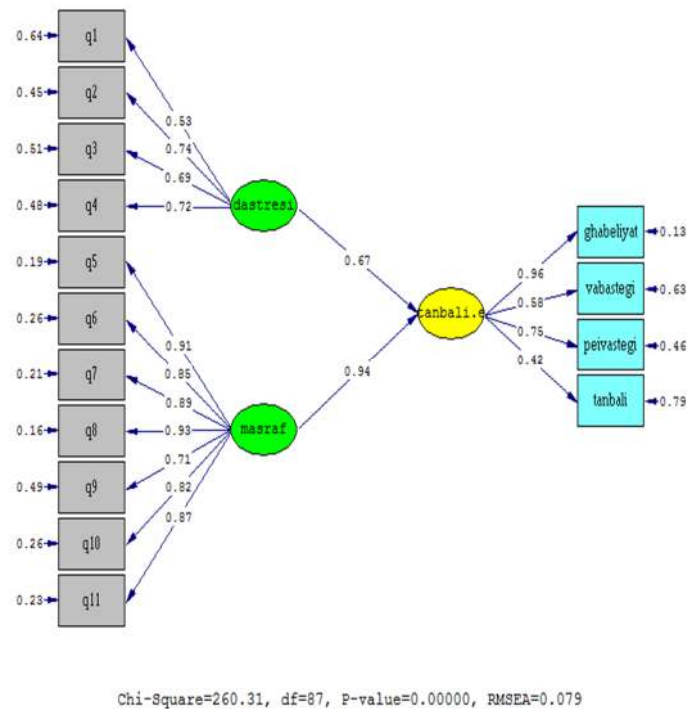 0.64 q1
0.45 q2
0.51 q3
0.48 q4
0.19 q5
0.26 q6
0.21 q7
0.16 q8
0.49 q9
0.26 q10
0.23 q11
0.53
0.74
0.69
0.72
0.91
0.85
0.89
0.93
0.71
0.82
0.87
dastresi
masraf
0.67
0.94
tanbali.e
0.96
0.58
0.75
0.42
ghabeliyat 0.13
vabastegi 0.63
peivastegi 0.46
tanbali 0.79
Chi-Square=260.31, df=87, P-value=0.00000, RMSEA=0.079